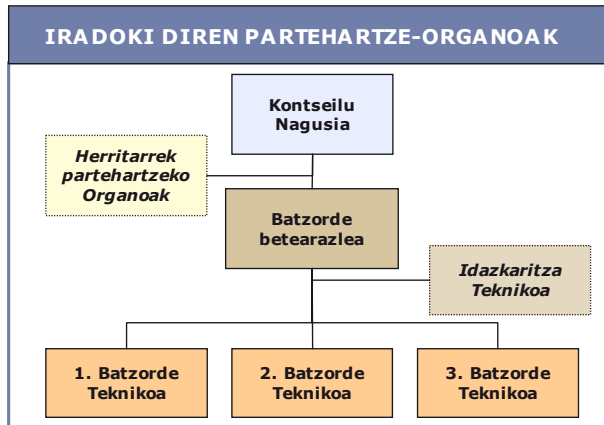 IRADOKI DIREN PARTEHARTZE-ORGANOAK
Kontseilu
Nagusia
Herritarrek
partehartzeko
Organoak
Batzorde
betearazlea
Idazkaritza
Teknikoa
1. Batzorde
Teknikoa
2. Batzorde
Teknikoa
3. Batzorde
Teknikoa